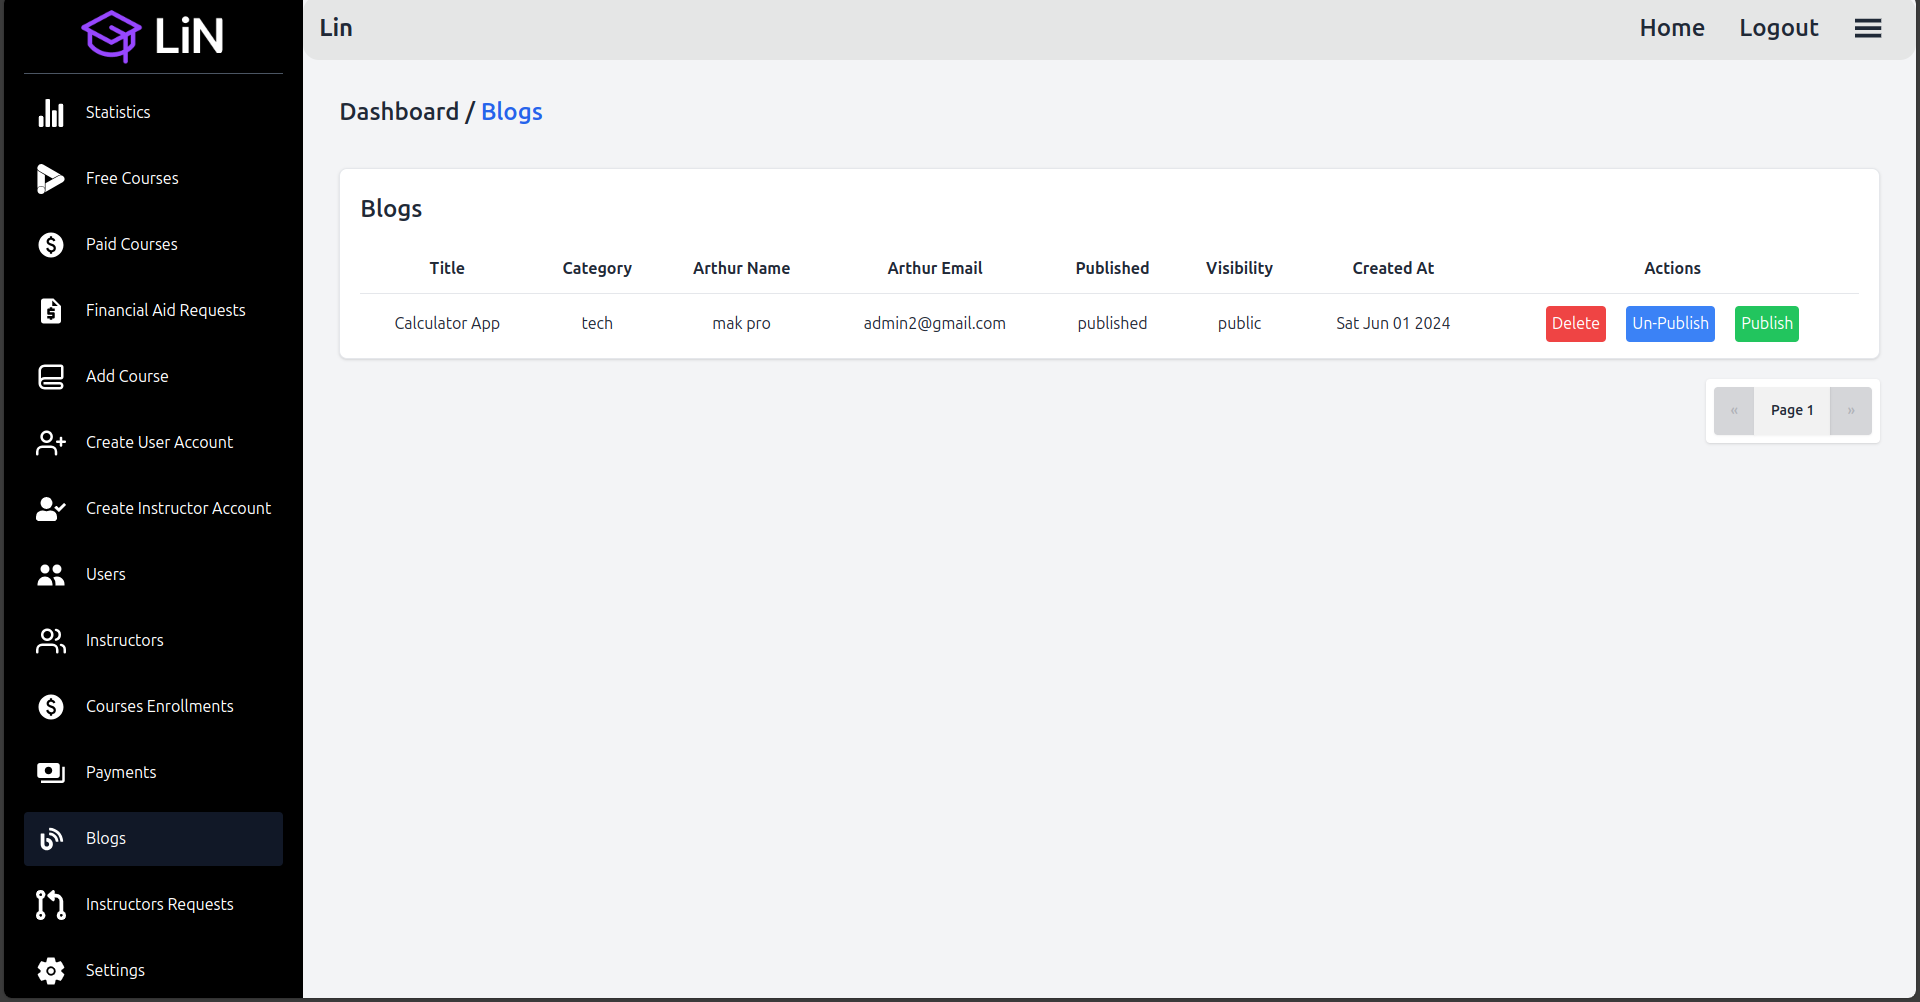 LiN
Statistics
Free Courses
Paid Courses
Financial Aid Requests
Add Course
Create User Account
Create Instructor Account
Users
Instructors
Courses Enrollments
Payments
Blogs
Instructors Requests
Settings
Lin Home Logout
Dashboard / Blogs
Blogs
Title Category Arthur Name Arthur Email Published Visibility Created At Actions
Calculator App tech mak pro admin2@gmail.com published public Sat Jun 01 2024 Delete Un-Publish Publish
« Page 1 »